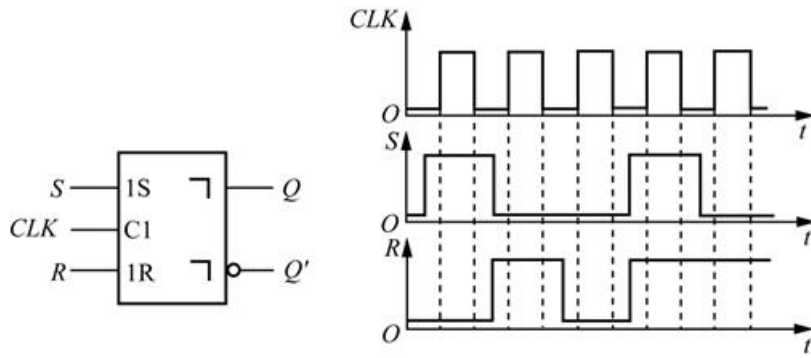 S 1S Q
CLK C1
R 1R Q'
CLK
O t
S
O t
R
O t